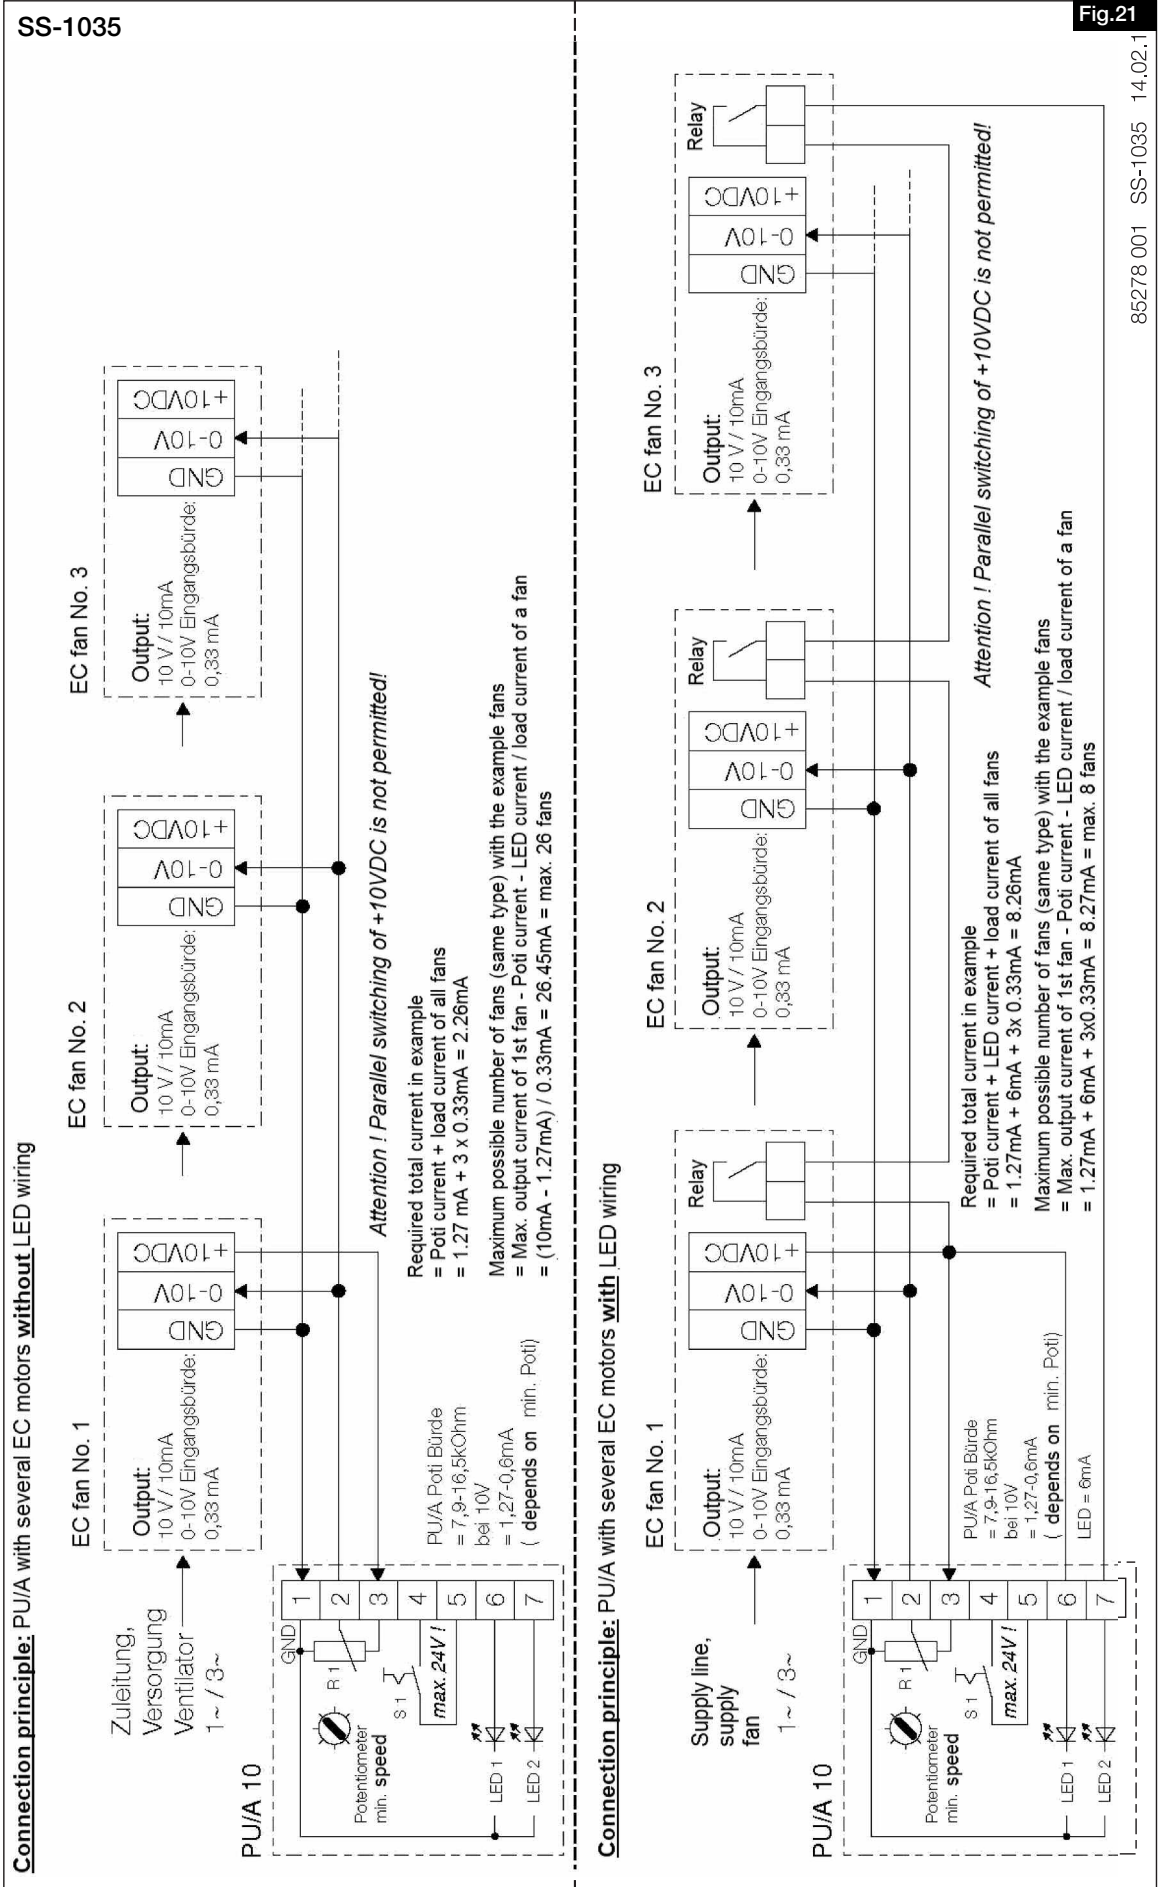 SS-1035
Fig.21
Connection principle: PU/A with several EC motors without LED wiring
Zuleitung,
Versorgung
Ventilator
1~ / 3~
EC fan No. 1
Output:
10 V / 10mA
0-10V Eingangsbürde:
0,33 mA
GND
0-10V
+10VDC
EC fan No. 2
Output:
10 V / 10mA
0-10V Eingangsbürde:
0,33 mA
GND
0-10V
+10VDC
EC fan No. 3
Output:
10 V / 10mA
0-10V Eingangsbürde:
0,33 mA
GND
0-10V
+10VDC
PU/A 10
Potentiometer
min. speed
GND
R 1
S 1
max. 24V !
LED 1
LED 2
1
2
3
4
5
6
7
PU/A Poti Bürde
= 7,9-16,5kOhm
bei 10V
= 1,27-0,6mA
( depends on min. Poti)
Attention ! Parallel switching of +10VDC is not permitted!
Required total current in example
= Poti current + load current of all fans
= 1.27 mA + 3 x 0.33mA = 2.26mA
Maximum possible number of fans (same type) with the example fans
= Max. output current of 1st fan - Poti current - LED current / load current of a fan
= (10mA - 1.27mA) / 0.33mA = 26.45mA = max. 26 fans
Connection principle: PU/A with several EC motors with LED wiring
Supply line,
supply
fan
1~ / 3~
EC fan No. 1
Output:
10 V / 10mA
0-10V Eingangsbürde:
0,33 mA
GND
0-10V
+10VDC
Relay
EC fan No. 2
Output:
10 V / 10mA
0-10V Eingangsbürde:
0,33 mA
GND
0-10V
+10VDC
Relay
EC fan No. 3
Output:
10 V / 10mA
0-10V Eingangsbürde:
0,33 mA
GND
0-10V
+10VDC
Relay
PU/A 10
Potentiometer
min. speed
GND
R 1
S 1
max. 24V !
LED 1
LED 2
1
2
3
4
5
6
7
PU/A Poti Bürde
= 7,9-16,5kOhm
bei 10V
= 1,27-0,6mA
( depends on min. Poti)
LED = 6mA
Required total current in example
= Poti current + LED current + load current of all fans
= 1.27mA + 6mA + 3x 0.33mA = 8.26mA
Attention ! Parallel switching of +10VDC is not permitted!
Maximum possible number of fans (same type) with the example fans
= Max. output current of 1st fan - Poti current - LED current / load current of a fan
= 1.27mA + 6mA + 3x0.33mA = 8.27mA = max. 8 fans
85278 001 SS-1035 14.02.1